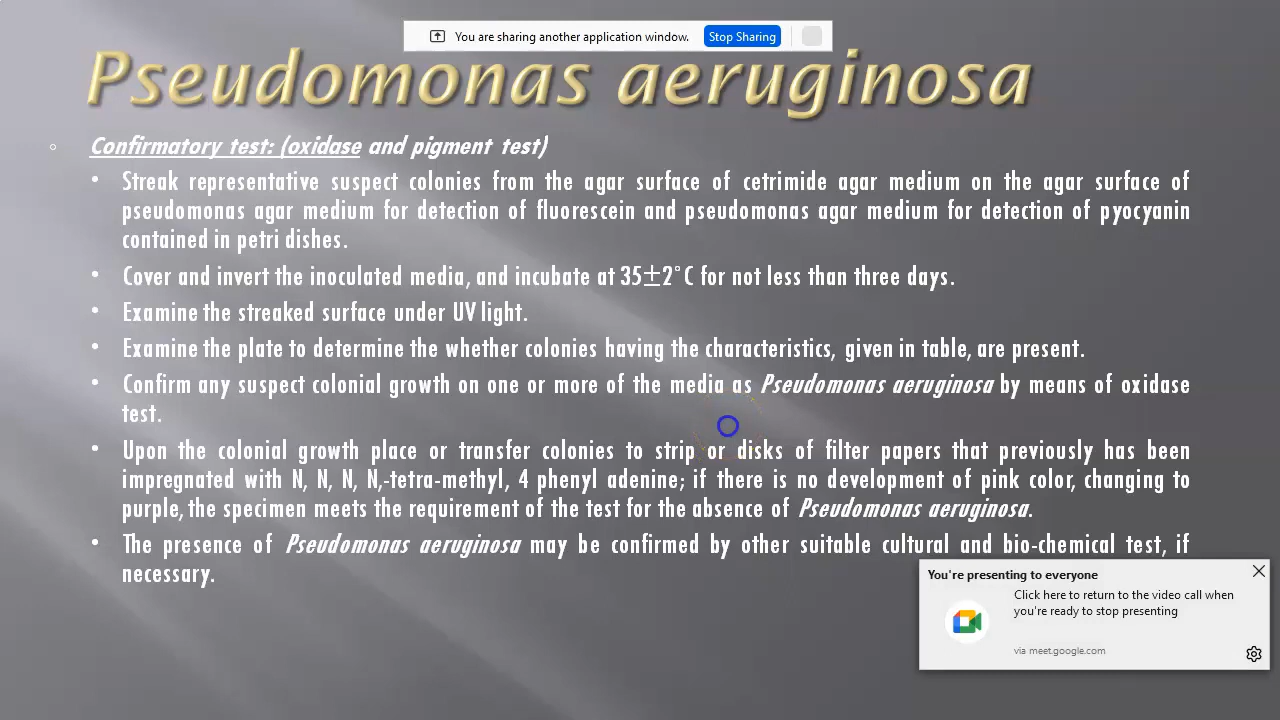 You are sharing another application window. Stop Sharing
Pseudomonas aeruginosa
Confirmatory test: (oxidase and pigment test)
• Streak representative suspect colonies from the agar surface of cetrimide agar medium on the agar surface of
pseudomonas agar medium for detection of fluorescein and pseudomonas agar medium for detection of pyocyanin
contained in petri dishes.
• Cover and invert the inoculated media, and incubate at 35±2°C for not less than three days.
• Examine the streaked surface under UV light.
• Examine the plate to determine the whether colonies having the characteristics, given in table, are present.
• Confirm any suspect colonial growth on one or more of the media as Pseudomonas aeruginosa by means of oxidase
test.
• Upon the colonial growth place or transfer colonies to strip or disks of filter papers that previously has been
impregnated with N, N, N, N,-tetra-methyl, 4 phenyl adenine; if there is no development of pink color, changing to
purple, the specimen meets the requirement of the test for the absence of Pseudomonas aeruginosa.
• The presence of Pseudomonas aeruginosa may be confirmed by other suitable cultural and bio-chemical test, if
necessary.
You're presenting to everyone
Click here to return to the video call when
you're ready to stop presenting
via meet.google.com